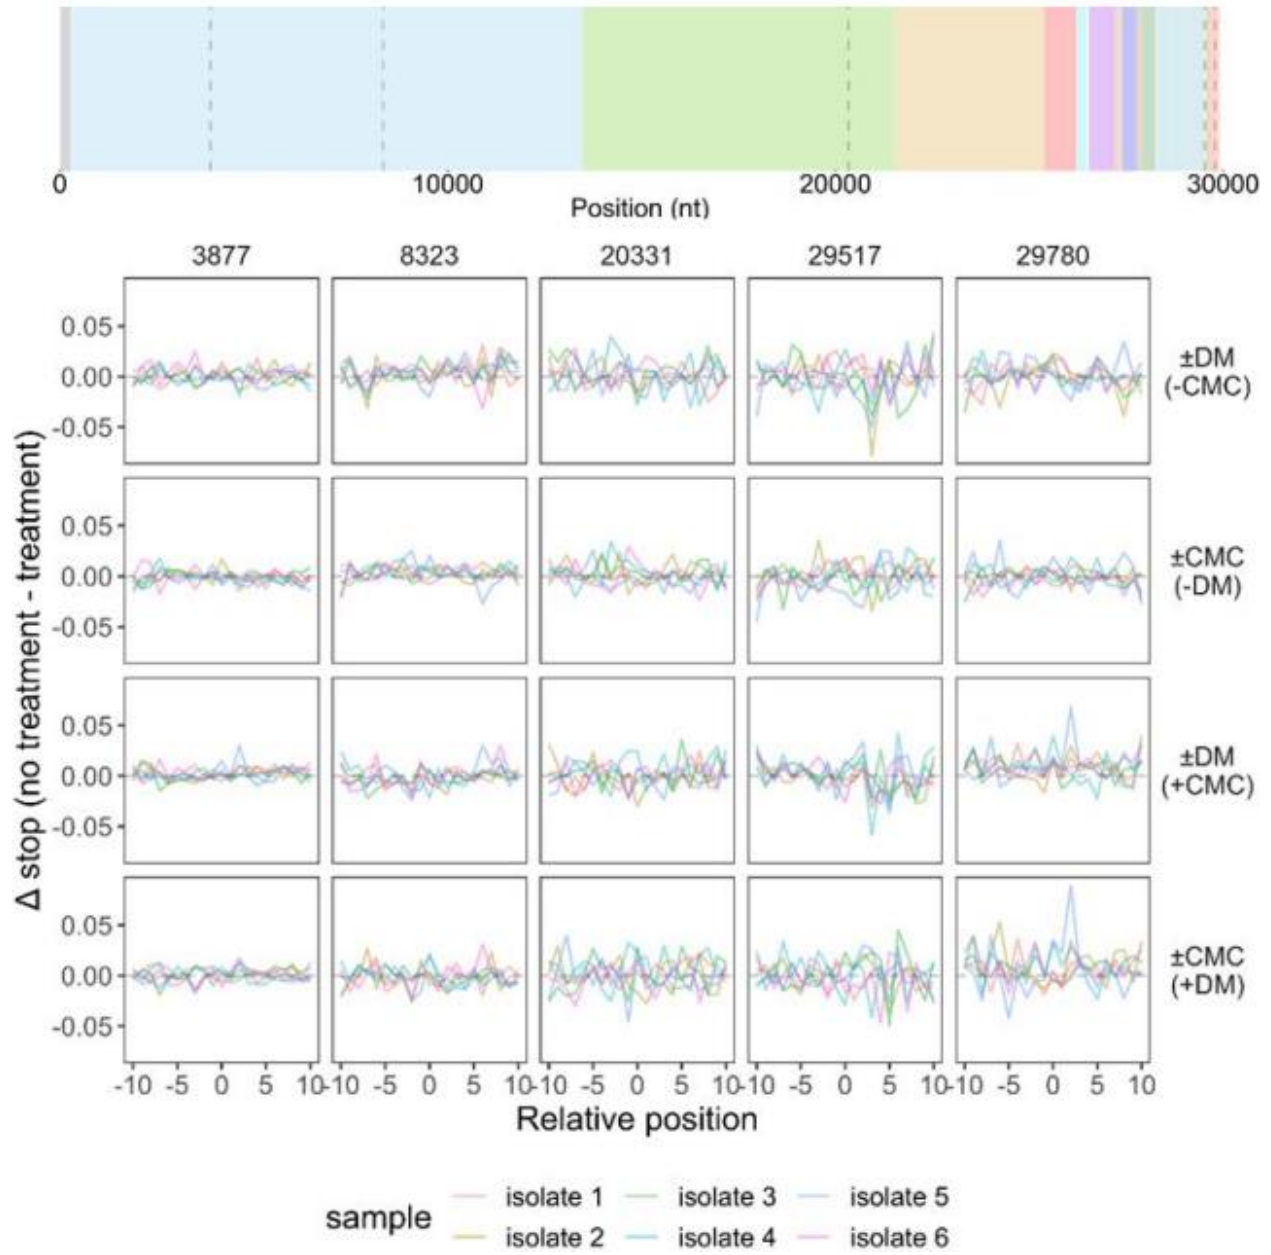 0 10000 20000 30000
Position (nt)
3877 8323 20331 29517 29780
0.05
0.00
-0.05
±DM
(-CMC)
0.05
0.00
-0.05
±CMC
(-DM)
0.05
0.00
-0.05
±DM
(+CMC)
0.05
0.00
-0.05
±CMC
(+DM)
Δ stop (no treatment - treatment)
-10 -5 0 5 10 -10 -5 0 5 10 -10 -5 0 5 10 -10 -5 0 5 10 -10 -5 0 5 10
Relative position
sample
isolate 1 isolate 3 isolate 5
isolate 2 isolate 4 isolate 6